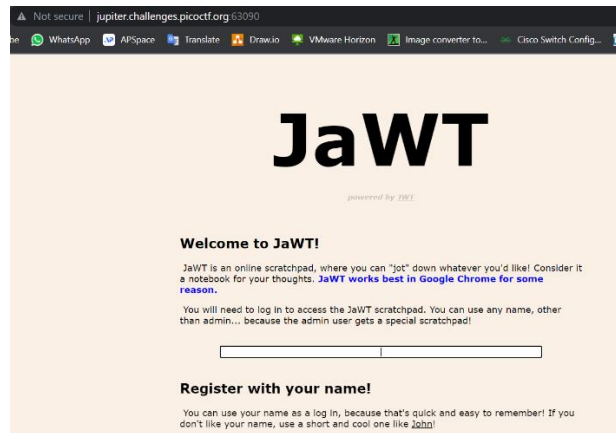 Not secure | jupiter.challenges.picoctf.org:63090
be WhatsApp APSpace Translate Draw.io VMware Horizon Image converter to... Cisco Switch Config...
JaWT
powered by JWT
Welcome to JaWT!
JaWT is an online scratchpad, where you can "jot" down whatever you'd like! Consider it
a notebook for your thoughts. JaWT works best in Google Chrome for some
reason.
You will need to log in to access the JaWT scratchpad. You can use any name, other
than admin... because the admin user gets a special scratchpad!
Register with your name!
You can use your name as a log in, because that's quick and easy to remember! If you
don't like your name, use a short and cool one like John!